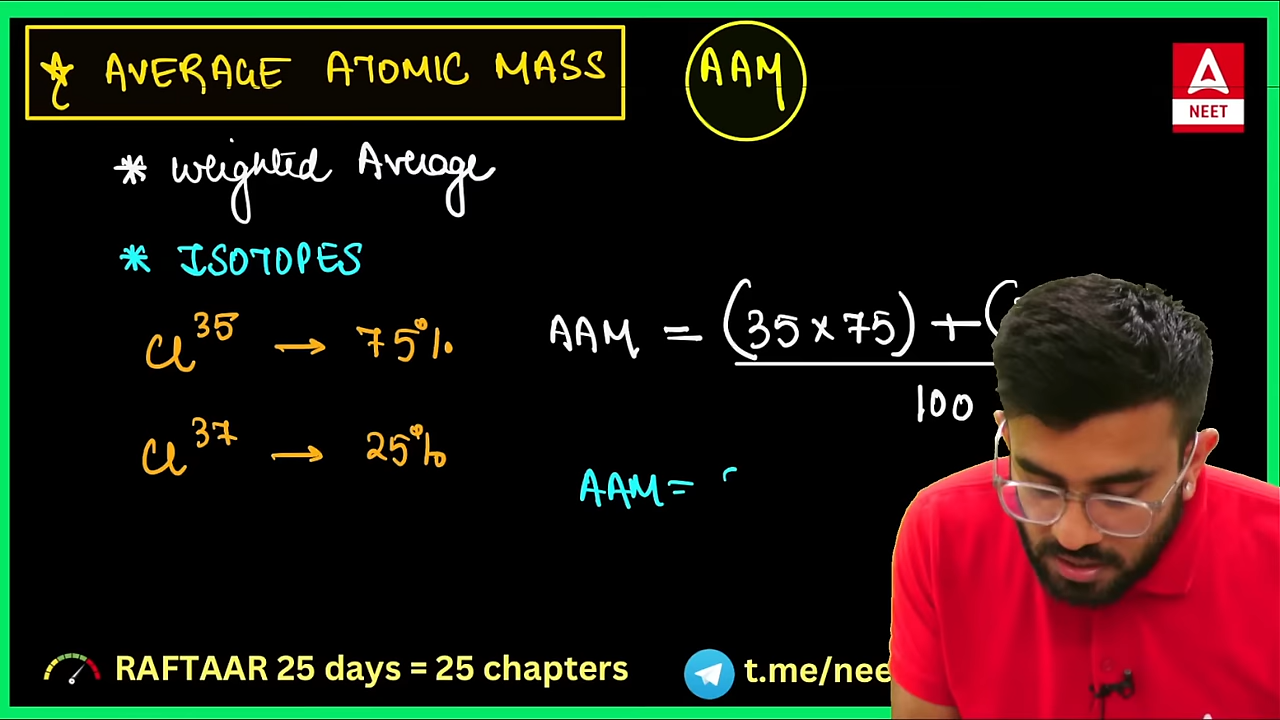 ☆ AVERAGE ATOMIC MASS
AAM
NEET
* Weighted Average
* ISOTOPES
Cl³⁵ → 75%
Cl³⁷ → 25%
AAM = (35×75) + (
100
AAM =
RAFTAAR 25 days = 25 chapters
t.me/nee